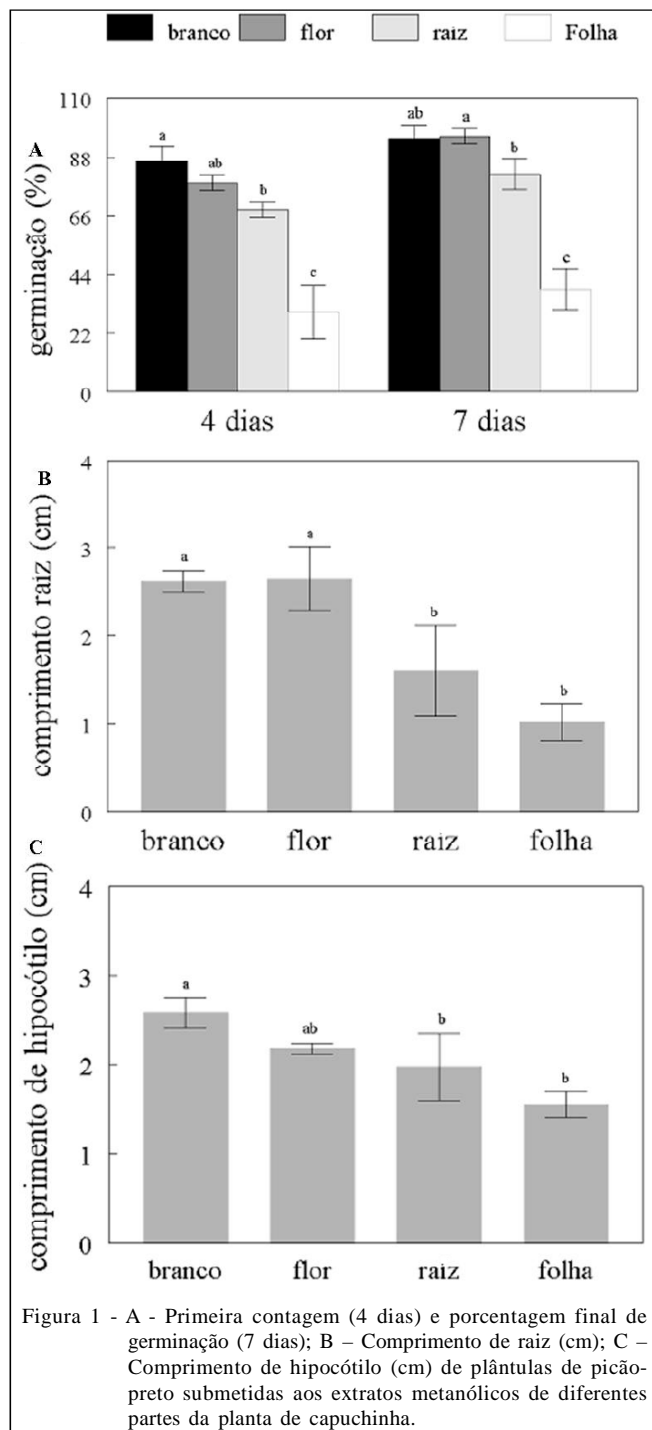 branco flor raiz Folha
A
germinação (%)
110
88
66
44
22
0
a ab b c
ab a b c
4 dias 7 dias
B
comprimento raiz (cm)
4
3
2
1
0
a a b b
branco flor raiz folha
C
comprimento de hipocótilo (cm)
4
3
2
1
0
a ab b b
branco flor raiz folha
Figura 1 - A - Primeira contagem (4 dias) e porcentagem final de
germinação (7 dias); B – Comprimento de raiz (cm); C –
Comprimento de hipocótilo (cm) de plântulas de picão-
preto submetidas aos extratos metanólicos de diferentes
partes da planta de capuchinha.